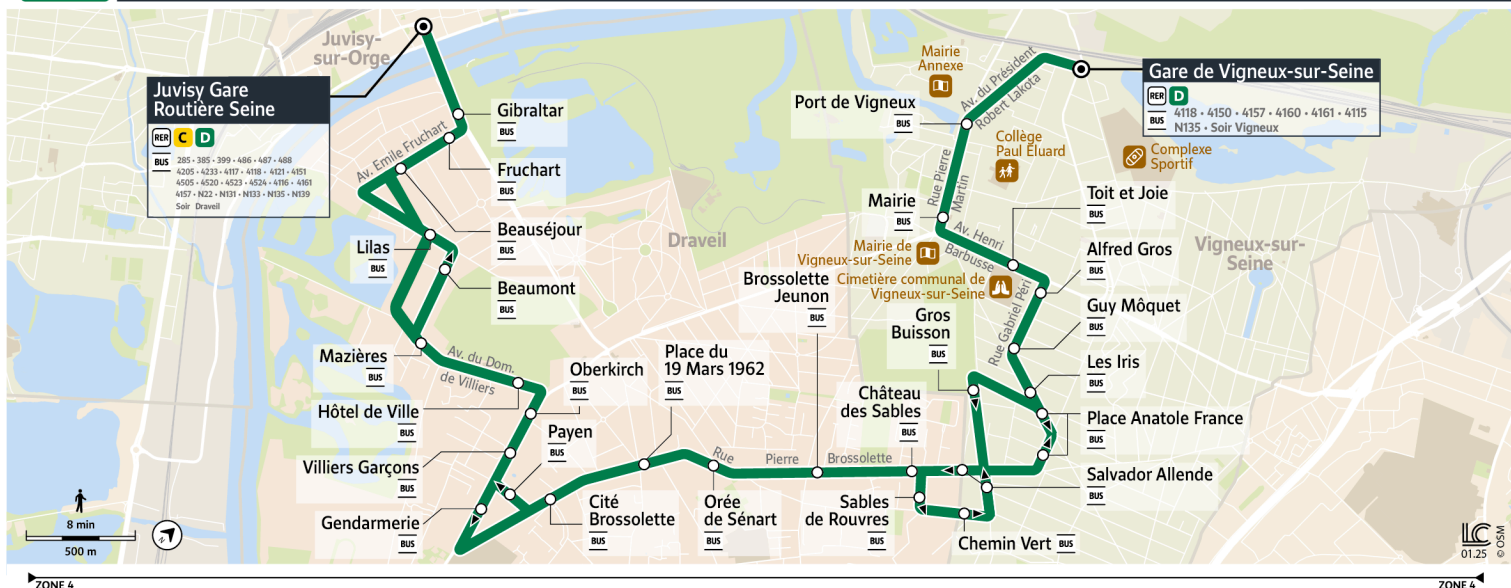 Juvisy-
sur-Orge
Juvisy Gare
Routière Seine
RER C D
BUS
285 • 385 • 399 • 486 • 487 • 488
4205 • 4233 • 4117 • 4118 • 4121 • 4151
4505 • 4520 • 4523 • 4524 • 4116 • 4161
4157 • N22 • N131 • N133 • N135 • N139
Soir Draveil
Gibraltar
BUS
Av. Emile Fruchart
Fruchart
BUS
Beauséjour
BUS
Lilas
BUS
Beaumont
BUS
Mazières
BUS
Av. du Dom.
de Villiers
Hôtel de Ville
BUS
Oberkirch
BUS
Villiers Garçons
BUS
Payen
BUS
Gendarmerie
BUS
Place du
19 Mars 1962
BUS
Cité
Brossolette
BUS
Orée
de Sénart
BUS
Rue Pierre Brossolette
Draveil
Brossolette
Jeunon
BUS
Château
des Sables
BUS
Sables
de Rouvres
BUS
Chemin Vert BUS
Gros
Buisson
BUS
Salvador Allende
BUS
Place Anatole France
BUS
Les Iris
BUS
Guy Môquet
BUS
Rue Gabriel Péri
Alfred Gros
BUS
Toit et Joie
BUS
Av. Henri
Barbusse
Mairie de
Vigneux-sur-Seine
Cimetière communal de
Vigneux-sur-Seine
Mairie
BUS
Rue Pierre
Martin
Collège
Paul Éluard
Complexe
Sportif
Port de Vigneux
BUS
Mairie
Annexe
Av. du Président
Robert Lakota
Gare de Vigneux-sur-Seine
RER D
BUS
4118 • 4150 • 4157 • 4160 • 4161 • 4115
N135 • Soir Vigneux
Vigneux-sur-
Seine
8 min
500 m
N
LC
01.25
© OSM
ZONE 4
ZONE 4